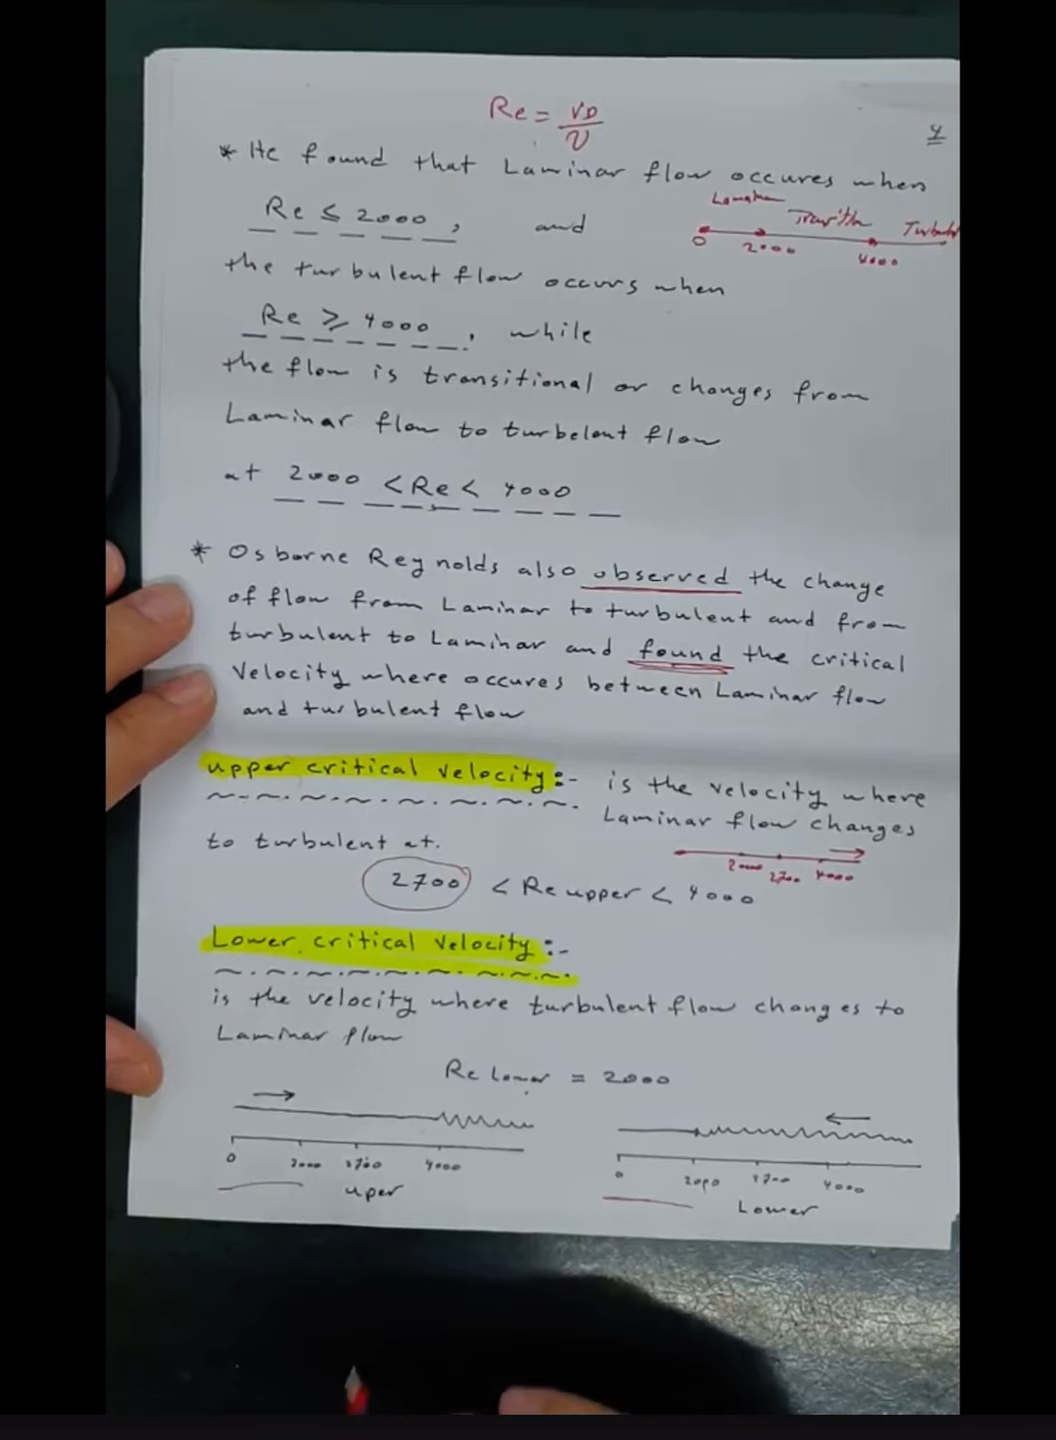 Re = VD/ν
4
* He found that Laminar flow occures when
Re ≤ 2000 , and
Transition Turbulent
0 2000 4000
the turbulent flow occurs when
Re ≥ 4000 , while
the flow is transitional or changes from
Laminar flow to turbelent flow
at 2000 < Re < 4000
* Osborne Reynolds also observed the change
of flow from Laminar to turbulent and from
turbulent to Laminar and found the critical
Velocity where occures between Laminar flow
and turbulent flow
upper critical velocity:- is the velocity where
Laminar flow changes
to turbulent at.
2000 2700 4000
2700 < Re upper < 4000
Lower critical velocity:-
is the velocity where turbulent flow changes to
Laminar flow
Re Lower = 2000
0 2000 2700 4000
uper
0 2000 2700 4000
Lower